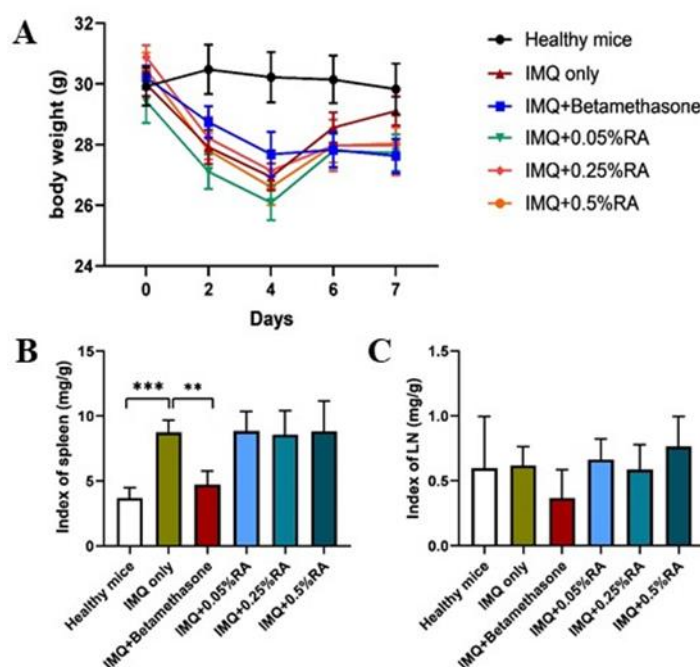 A
body weight (g)
32
30
28
26
24
0
2
4
6
7
Days
Healthy mice
IMQ only
IMQ+Betamethasone
IMQ+0.05%RA
IMQ+0.25%RA
IMQ+0.5%RA
B
Index of spleen (mg/g)
15
10
5
0
***
**
Healthy mice
IMQ only
IMQ+Betamethasone
IMQ+0.05%RA
IMQ+0.25%RA
IMQ+0.5%RA
C
Index of LN (mg/g)
1.5
1.0
0.5
0.0
Healthy mice
IMQ only
IMQ+Betamethasone
IMQ+0.05%RA
IMQ+0.25%RA
IMQ+0.5%RA